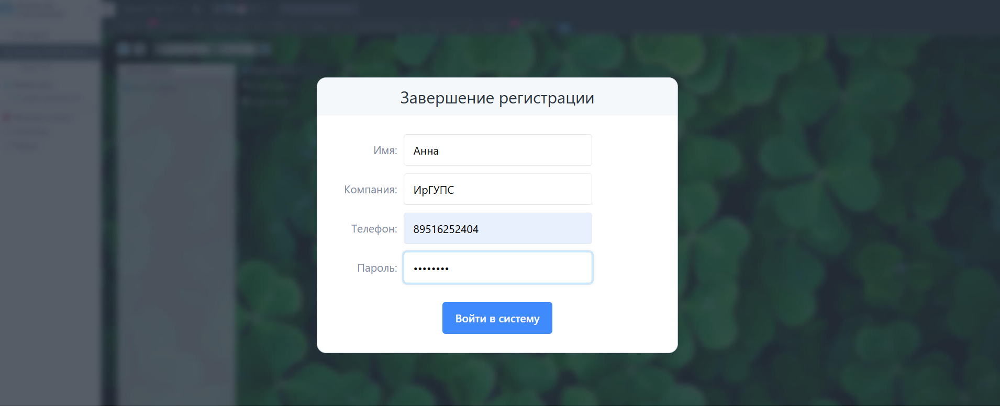 Завершение регистрации
Имя:
Анна
Компания:
ИрГУПС
Телефон:
89516252404
Пароль:
••••••••
Войти в систему